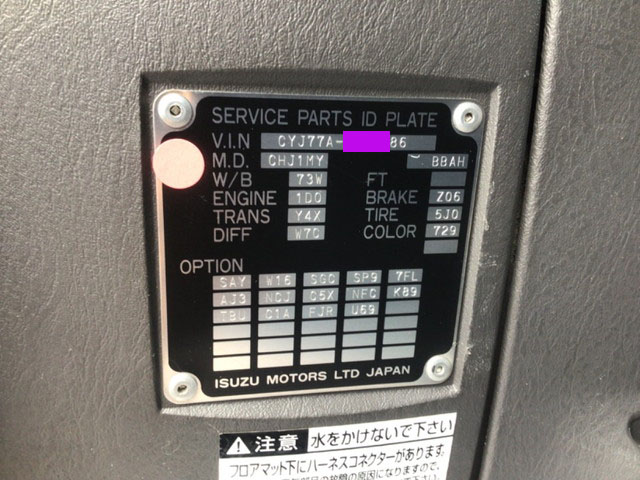 SERVICE PARTS ID PLATE
V.I.N CYJ77A- 86
M.D. CHJ1MY BBAH
W/B 73W FT
ENGINE 1D0 BRAKE Z06
TRANS Y4X TIRE 5J0
DIFF W7C COLOR 729
OPTION
SAY W16 SGC SP9 7FL
AJ3 NCJ C5X NFC K89
TBU C1A FJR U69
ISUZU MOTORS LTD JAPAN
注意 水をかけないで下さい
フロアマット下にハーネスコネクターがあります。